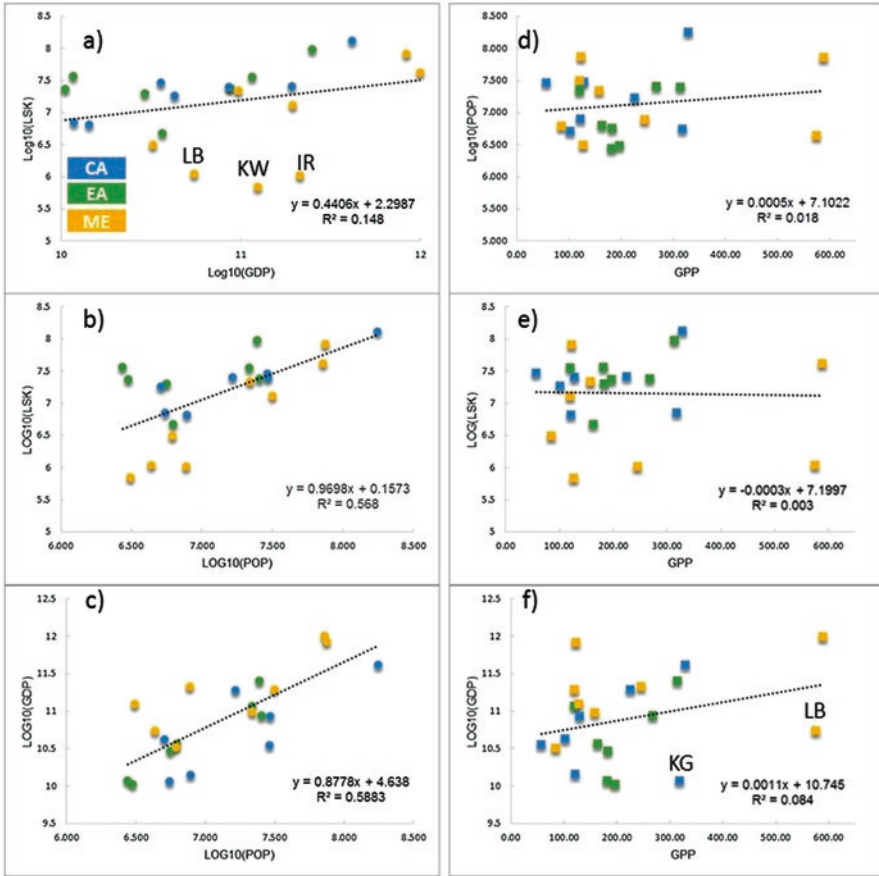 a)
Log10(LSK)
8.5
8
7.5
7
6.5
6
5.5
5
CA
EA
ME
LB
KW
IR
y = 0.4406x + 2.2987
R² = 0.148
10
11
12
Log10(GDP)
d)
Log10(POP)
8.500
8.000
7.500
7.000
6.500
6.000
5.500
5.000
y = 0.0005x + 7.1022
R² = 0.018
0.00
100.00
200.00
300.00
400.00
500.00
600.00
GPP
b)
LOG10(LSK)
8.5
8
7.5
7
6.5
6
5.5
5
y = 0.9698x + 0.1573
R² = 0.568
6.000
6.500
7.000
7.500
8.000
8.500
LOG10(POP)
e)
LOG(LSK)
8.5
8
7.5
7
6.5
6
5.5
5
y = -0.0003x + 7.1997
R² = 0.003
0.00
100.00
200.00
300.00
400.00
500.00
600.00
GPP
c)
LOG10(GDP)
12.5
12
11.5
11
10.5
10
9.5
y = 0.8778x + 4.638
R² = 0.5883
6.000
6.500
7.000
7.500
8.000
8.500
LOG10(POP)
f)
LOG10(GDP)
12.5
12
11.5
11
10.5
10
9.5
LB
KG
y = 0.0011x + 10.745
R² = 0.084
0.00
100.00
200.00
300.00
400.00
500.00
600.00
GPP